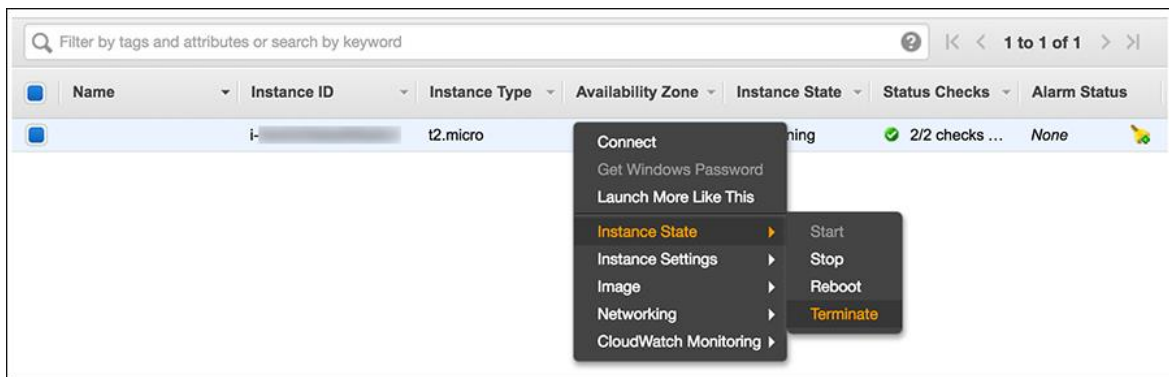 Filter by tags and attributes or search by keyword
1 to 1 of 1
Name Instance ID Instance Type Availability Zone Instance State Status Checks Alarm Status
i- t2.micro ning 2/2 checks ... None
Connect
Get Windows Password
Launch More Like This
Instance State Start
Instance Settings Stop
Image Reboot
Networking Terminate
CloudWatch Monitoring